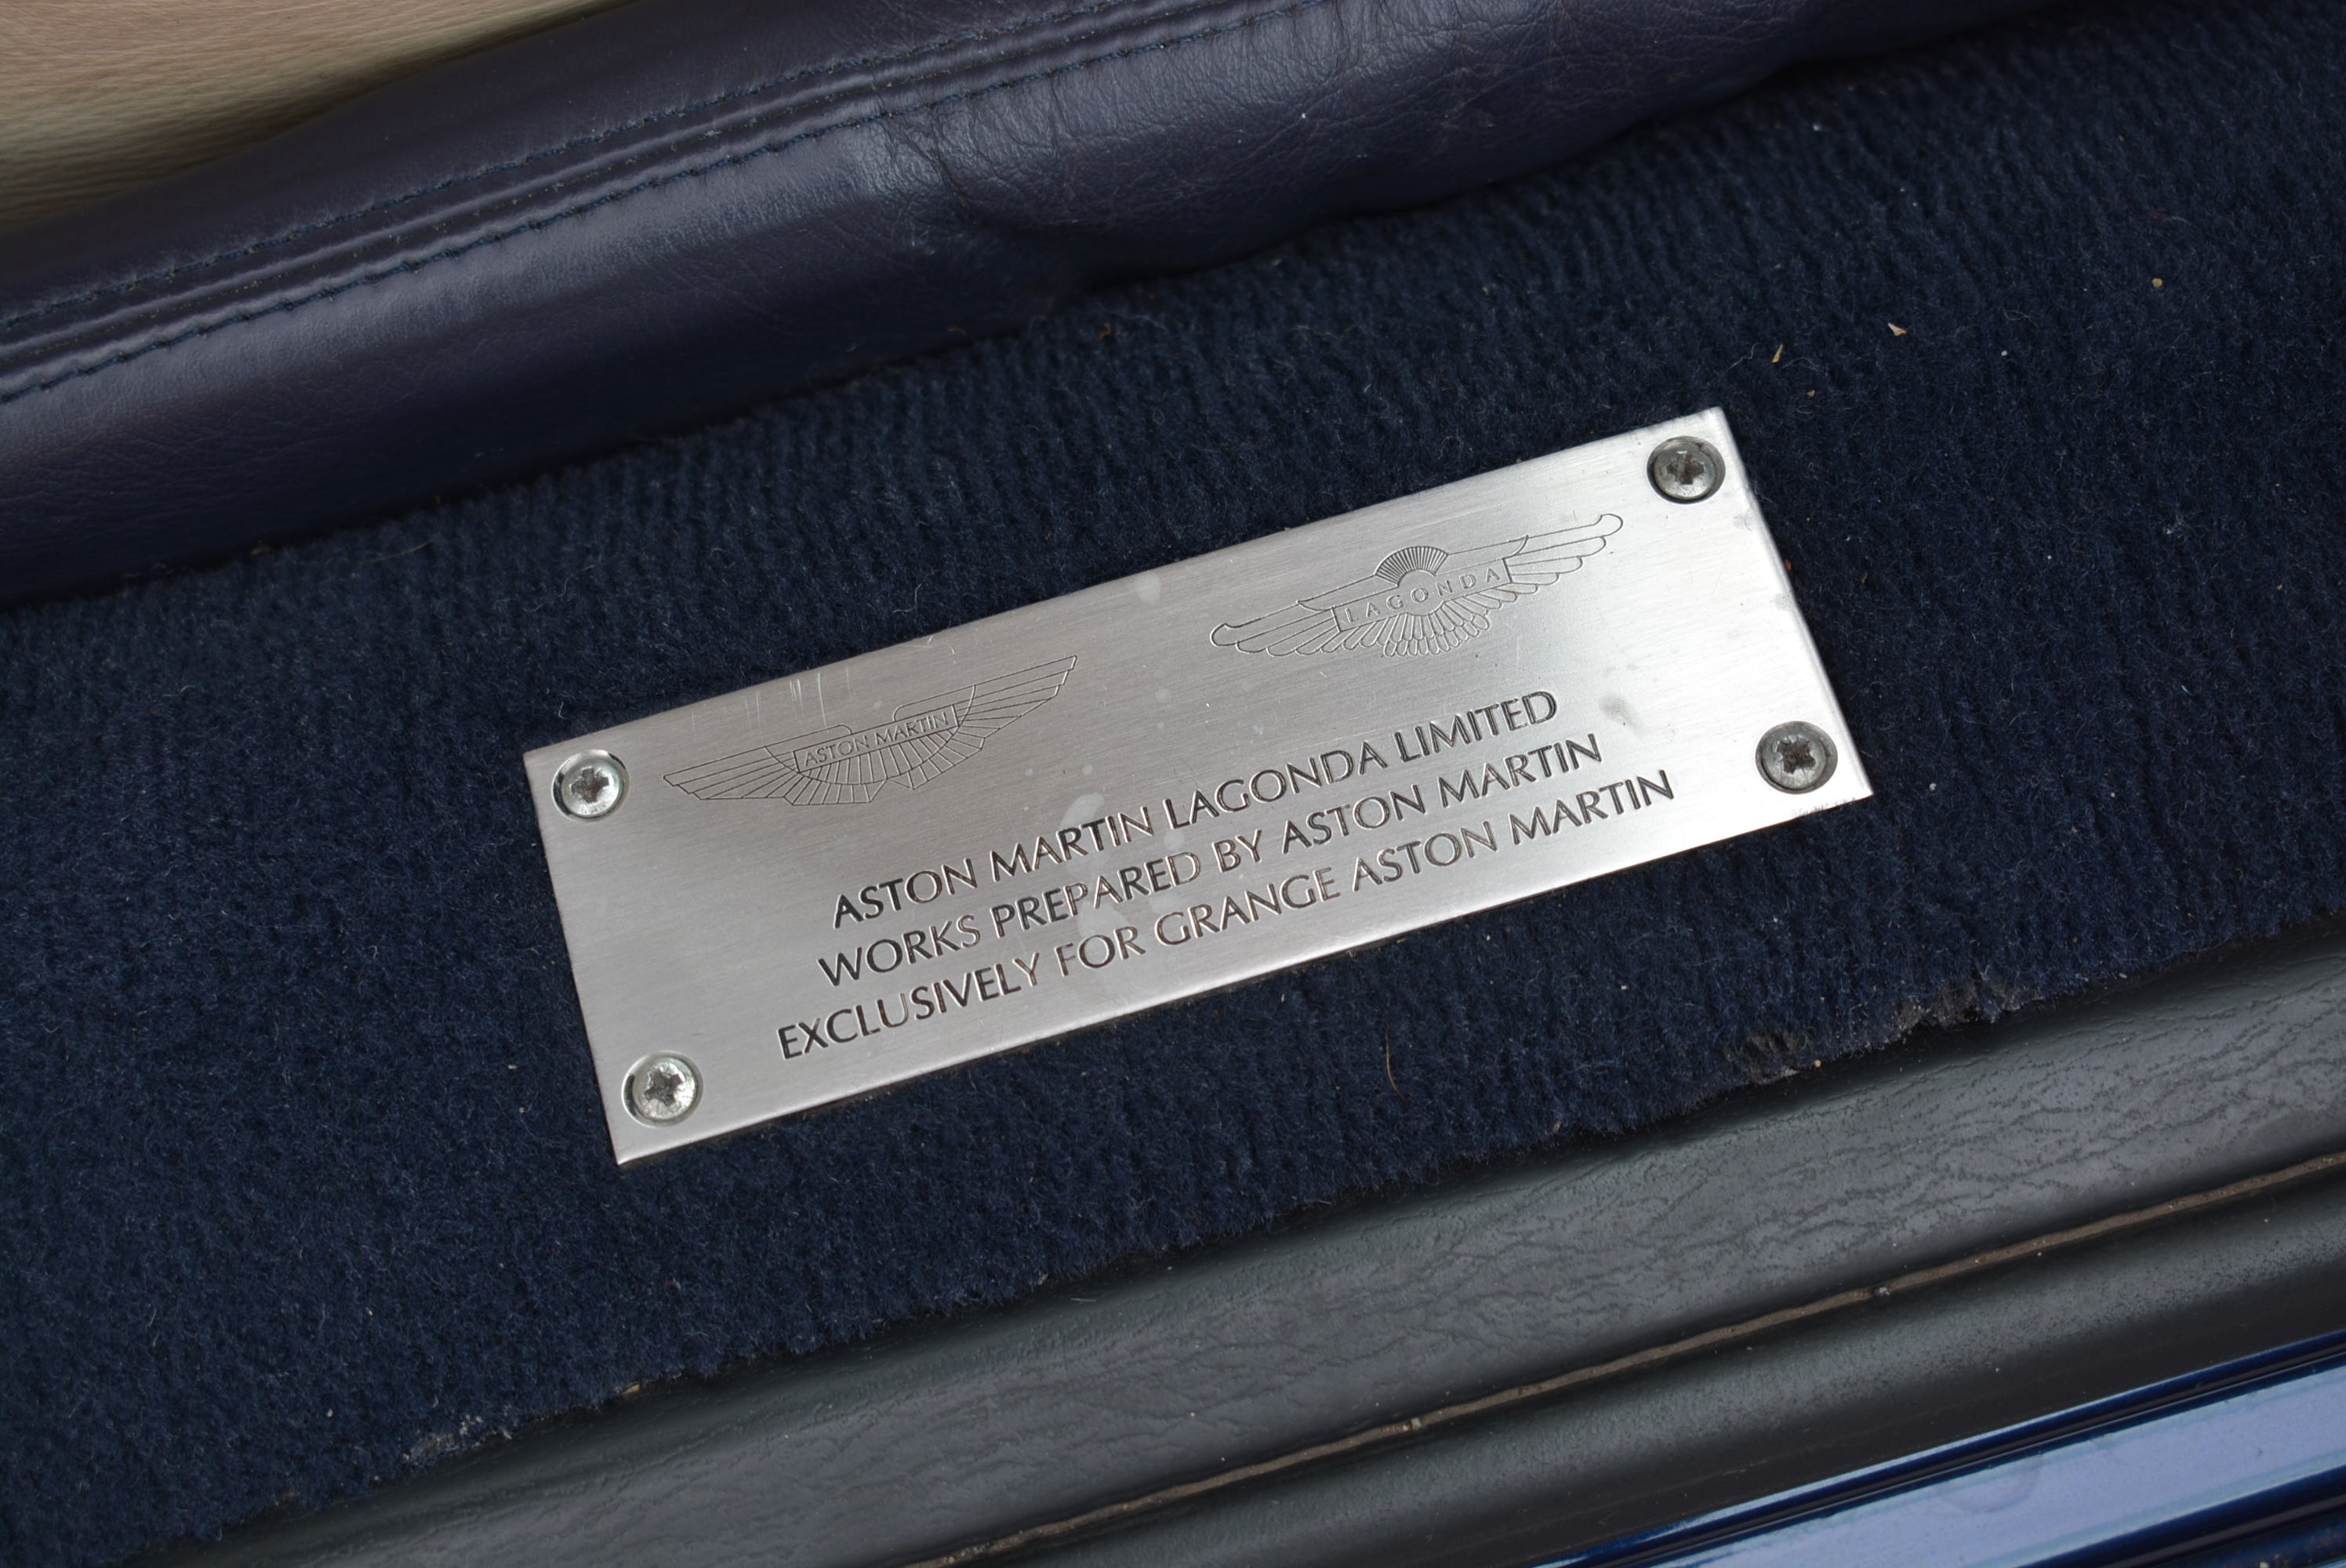 ASTON MARTIN
LAGONDA
ASTON MARTIN LAGONDA LIMITED
WORKS PREPARED BY ASTON MARTIN
EXCLUSIVELY FOR GRANGE ASTON MARTIN